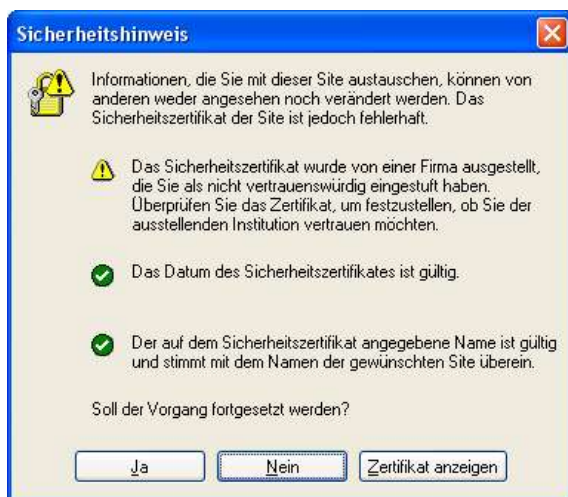 Sicherheitshinweis
Informationen, die Sie mit dieser Site austauschen, können von
anderen weder angesehen noch verändert werden. Das
Sicherheitszertifikat der Site ist jedoch fehlerhaft.
Das Sicherheitszertifikat wurde von einer Firma ausgestellt,
die Sie als nicht vertrauenswürdig eingestuft haben.
Überprüfen Sie das Zertifikat, um festzustellen, ob Sie der
ausstellenden Institution vertrauen möchten.
Das Datum des Sicherheitszertifikates ist gültig.
Der auf dem Sicherheitszertifikat angegebene Name ist gültig
und stimmt mit dem Namen der gewünschten Site überein.
Soll der Vorgang fortgesetzt werden?
Ja Nein Zertifikat anzeigen